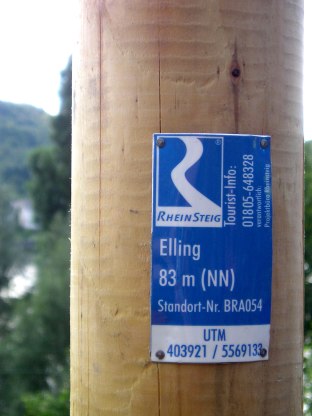 RHEINSTEIG
®
Tourist-Info:
01805-648328
verantwortlich
Projektbüro Rheinsteig
Elling
83 m (NN)
Standort-Nr. BRA054
UTM
403921 / 5569133